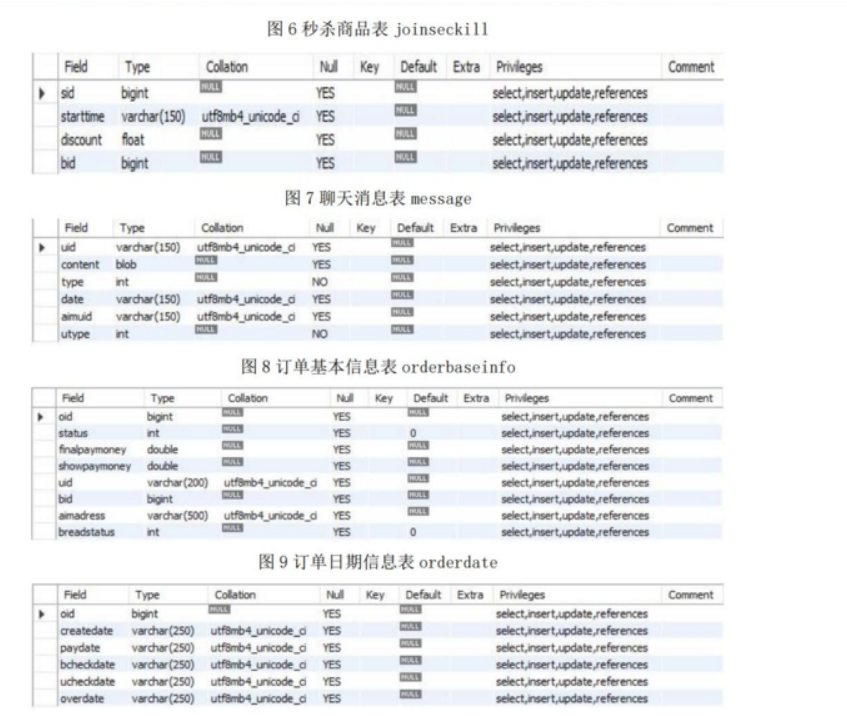 图 6 秒杀商品表 joinseckill
Field Type Collation Null Key Default Extra Privileges Comment
sid bigint NULL YES NULL select,insert,update,references
starttime varchar(150) utf8mb4_unicode_ci YES NULL select,insert,update,references
discount float NULL YES NULL select,insert,update,references
bid bigint NULL YES NULL select,insert,update,references
图 7 聊天消息表 message
Field Type Collation Null Key Default Extra Privileges Comment
uid varchar(150) utf8mb4_unicode_ci YES NULL select,insert,update,references
content blob NULL YES NULL select,insert,update,references
type int NULL NO NULL select,insert,update,references
date varchar(150) utf8mb4_unicode_ci YES NULL select,insert,update,references
aimuid varchar(150) utf8mb4_unicode_ci YES NULL select,insert,update,references
utype int NULL NO NULL select,insert,update,references
图 8 订单基本信息表 orderbaseinfo
Field Type Collation Null Key Default Extra Privileges Comment
oid bigint NULL YES NULL select,insert,update,references
status int NULL YES 0 select,insert,update,references
finalpaymoney double NULL YES NULL select,insert,update,references
showpaymoney double NULL YES NULL select,insert,update,references
uid varchar(200) utf8mb4_unicode_ci YES NULL select,insert,update,references
bid bigint NULL YES NULL select,insert,update,references
aimadress varchar(500) utf8mb4_unicode_ci YES NULL select,insert,update,references
breadstatus int NULL YES 0 select,insert,update,references
图 9 订单日期信息表 orderdate
Field Type Collation Null Key Default Extra Privileges Comment
oid bigint NULL YES NULL select,insert,update,references
createdate varchar(250) utf8mb4_unicode_ci YES NULL select,insert,update,references
paydate varchar(250) utf8mb4_unicode_ci YES NULL select,insert,update,references
bcheckdate varchar(250) utf8mb4_unicode_ci YES NULL select,insert,update,references
ucheckdate varchar(250) utf8mb4_unicode_ci YES NULL select,insert,update,references
overdate varchar(250) utf8mb4_unicode_ci YES NULL select,insert,update,references